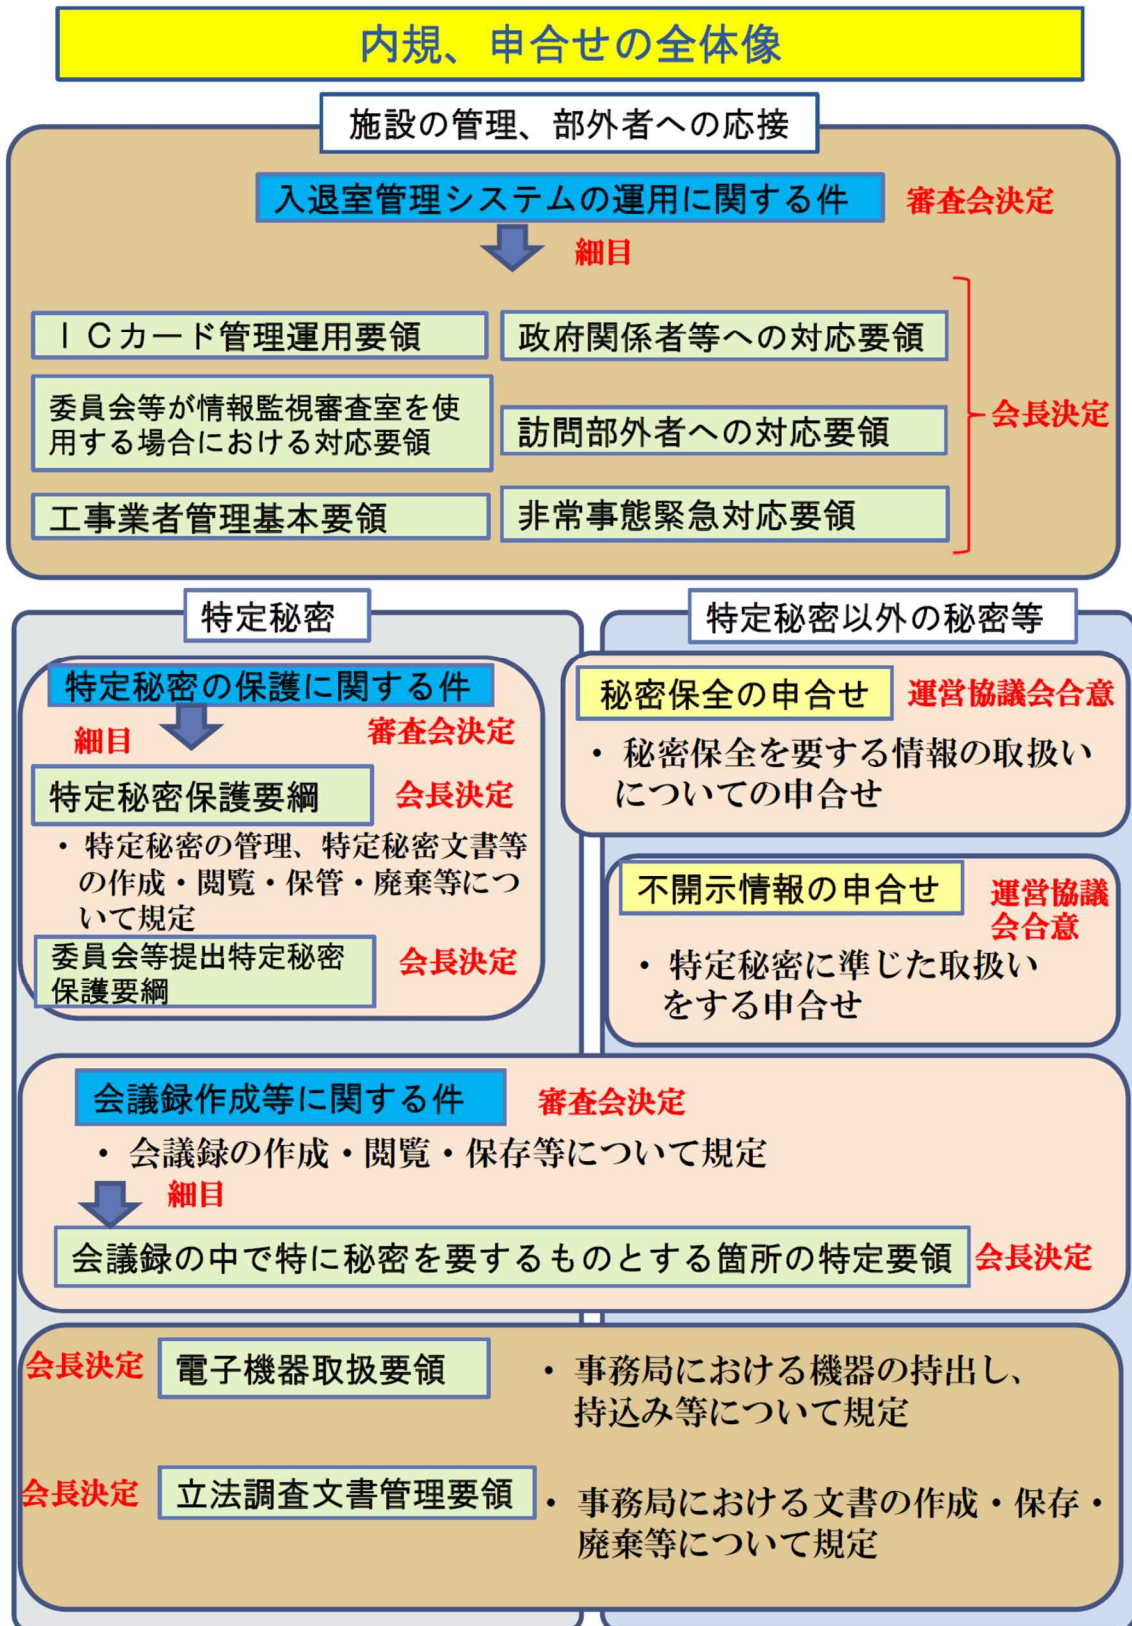 内規、申合せの全体像
施設の管理、部外者への応接
入退室管理システムの運用に関する件
審査会決定
細目
ＩＣカード管理運用要領
政府関係者等への対応要領
委員会等が情報監視審査室を使
用する場合における対応要領
訪問部外者への対応要領
会長決定
工事業者管理基本要領
非常事態緊急対応要領
特定秘密
特定秘密の保護に関する件
細目
審査会決定
特定秘密保護要綱
会長決定
・特定秘密の管理、特定秘密文書等
の作成・閲覧・保管・廃棄等につ
いて規定
委員会等提出特定秘密
保護要綱
会長決定
特定秘密以外の秘密等
秘密保全の申合せ
運営協議会合意
・秘密保全を要する情報の取扱い
についての申合せ
不開示情報の申合せ
運営協議
会合意
・特定秘密に準じた取扱い
をする申合せ
会議録作成等に関する件
審査会決定
・会議録の作成・閲覧・保存等について規定
細目
会議録の中で特に秘密を要するものとする箇所の特定要領
会長決定
会長決定
電子機器取扱要領
・事務局における機器の持出し、
持込み等について規定
会長決定
立法調査文書管理要領
・事務局における文書の作成・保存・
廃棄等について規定